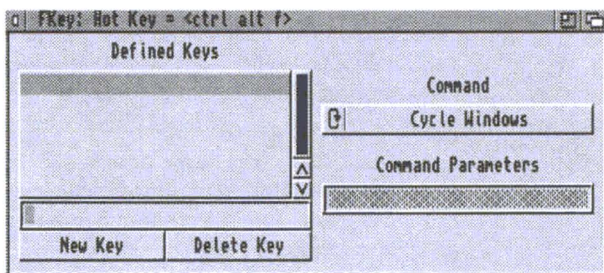 FKey: Hot Key = <ctrl alt f>
Defined Keys
Command
Cycle Windows
Command Parameters
New Key
Delete Key